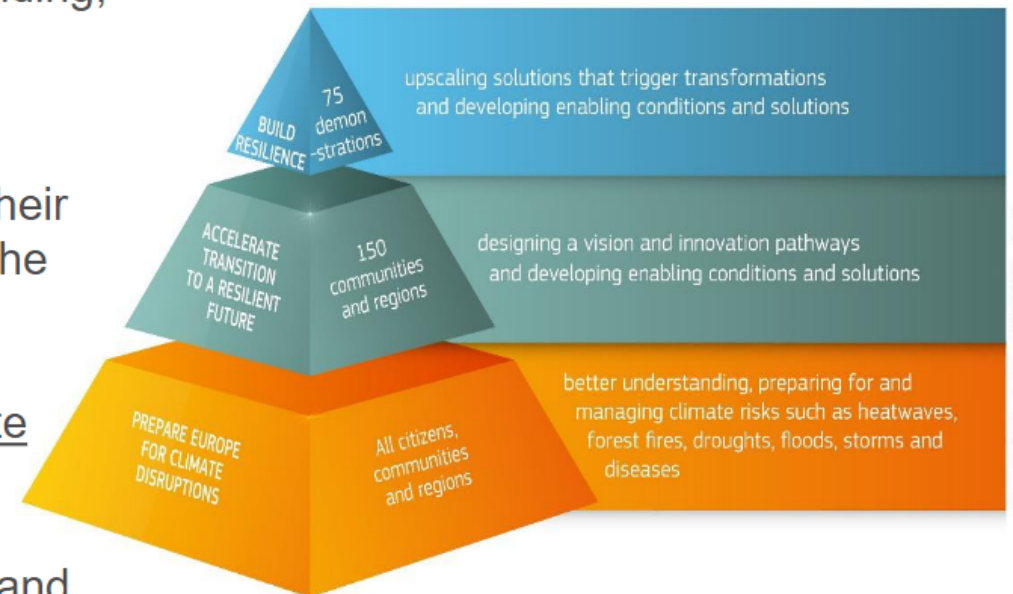 upscaling solutions that trigger transformations
and developing enabling conditions and solutions
BUILD
RESILIENCE
75
demon
-strations
heir
he
ACCELERATE
TRANSITION
TO A RESILIENT
FUTURE
150
communities
and regions
designing a vision and innovation pathways
and developing enabling conditions and solutions
PREPARE EUROPE
FOR CLIMATE
DISRUPTIONS
All citizens,
communities
and regions
better understanding, preparing for and
managing climate risks such as heatwaves,
forest fires, droughts, floods, storms and
diseases
and